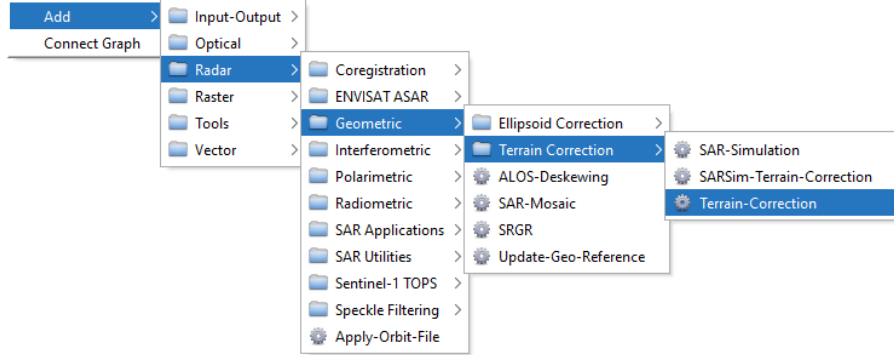 Add
Connect Graph
Input-Output
Optical
Radar
Raster
Tools
Vector
Coregistration
ENVISAT ASAR
Geometric
Interferometric
Polarimetric
Radiometric
SAR Applications
SAR Utilities
Sentinel-1 TOPS
Speckle Filtering
Apply-Orbit-File
Ellipsoid Correction
Terrain Correction
ALOS-Deskewing
SAR-Mosaic
SRGR
Update-Geo-Reference
SAR-Simulation
SARSim-Terrain-Correction
Terrain-Correction